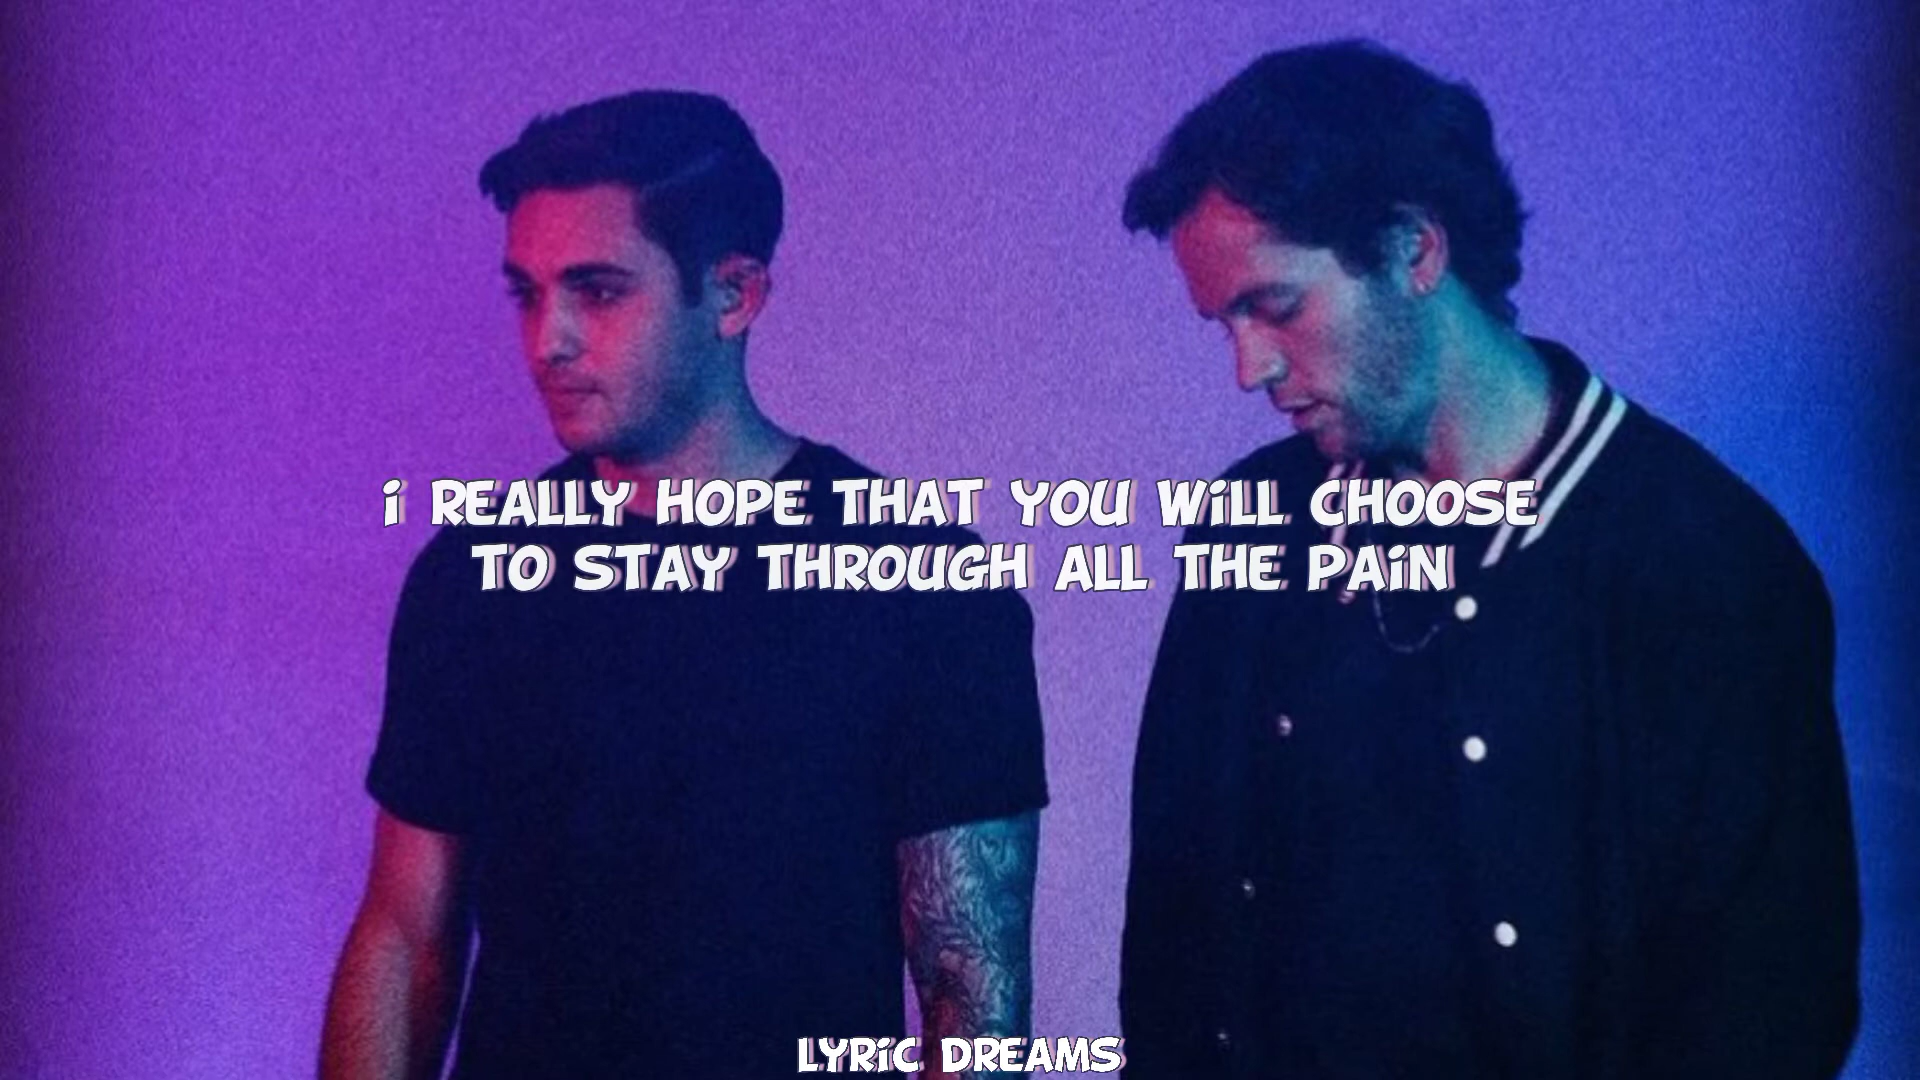 i REALLY HOPE THAT YOU WiLL CHOOSE
TO STAY THROUGH ALL THE PAiN
LYRiC DREAMS